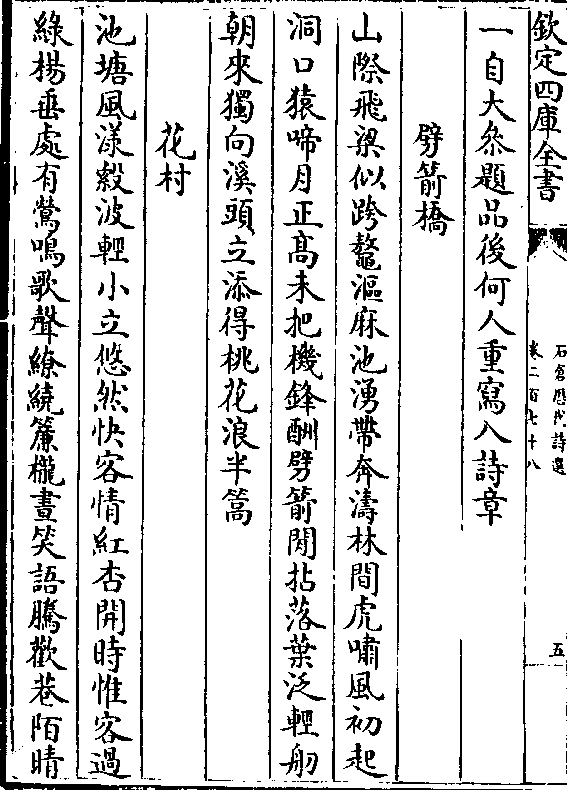 欽定四庫全書
石倉歷代詩選
卷二百七十八
五
一自大叅題品後何人重寫入詩章
劈箭橋
山際飛梁似跨鼇漚麻池湧帶奔濤林間虎嘯風初起
洞口猿啼月正高未把機鋒酬劈箭閒拈落葉泛輕舠
朝來獨向溪頭立添得桃花浪半篙
花村
池塘風漾縠波輕小立悠然快客情紅杏開時惟客過
綠楊垂處有鶯鳴歌聲繚繞簾櫳晝笑語騰歡巷陌晴